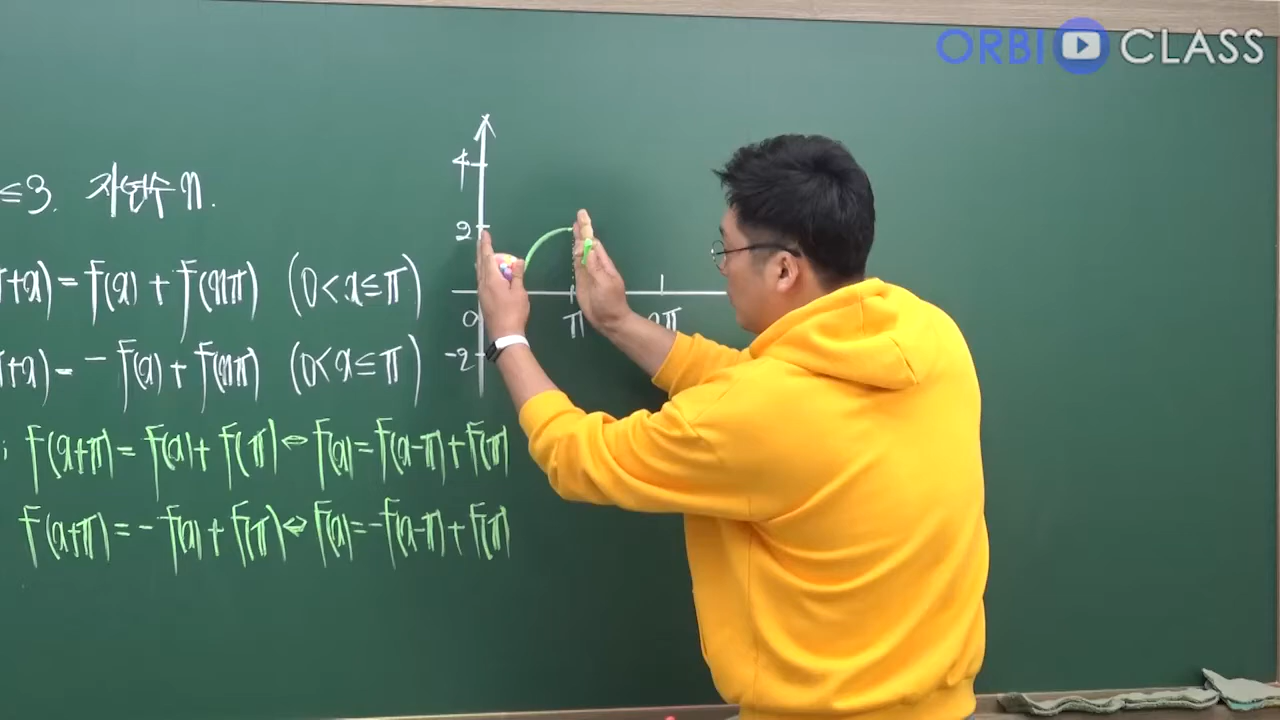 ORBI CLASS
≤3. 자연수 n.
+x) = f(x) + f(nπ) (0<x≤π)
+x) = -f(x) + f(nπ) (0<x≤π)
; f(x+π) = f(x) + f(π) ⇔ f(x) = f(x-π) + f(π)
f(x+π) = -f(x) + f(π) ⇔ f(x) = -f(x-π) + f(π)
4
2
0
π
2π
-2